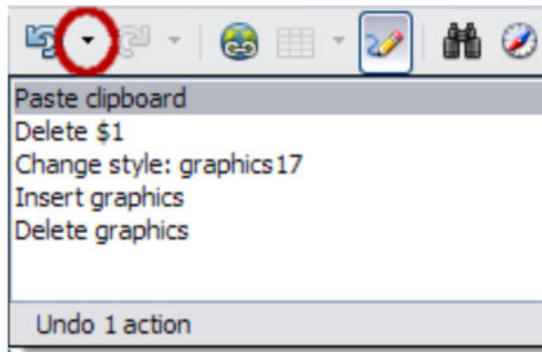 Paste clipboard
Delete $1
Change style: graphics17
Insert graphics
Delete graphics
Undo 1 action